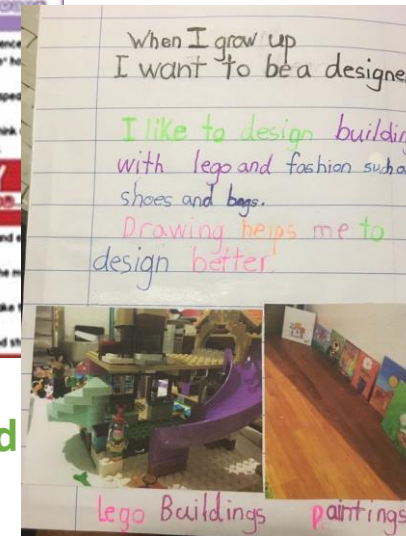 When I grow up
I want to be a designe
I like to design buildin
with lego and fashion such a
shoes and bags.
Drawing helps me to
design better.
Lego Buildings paintings